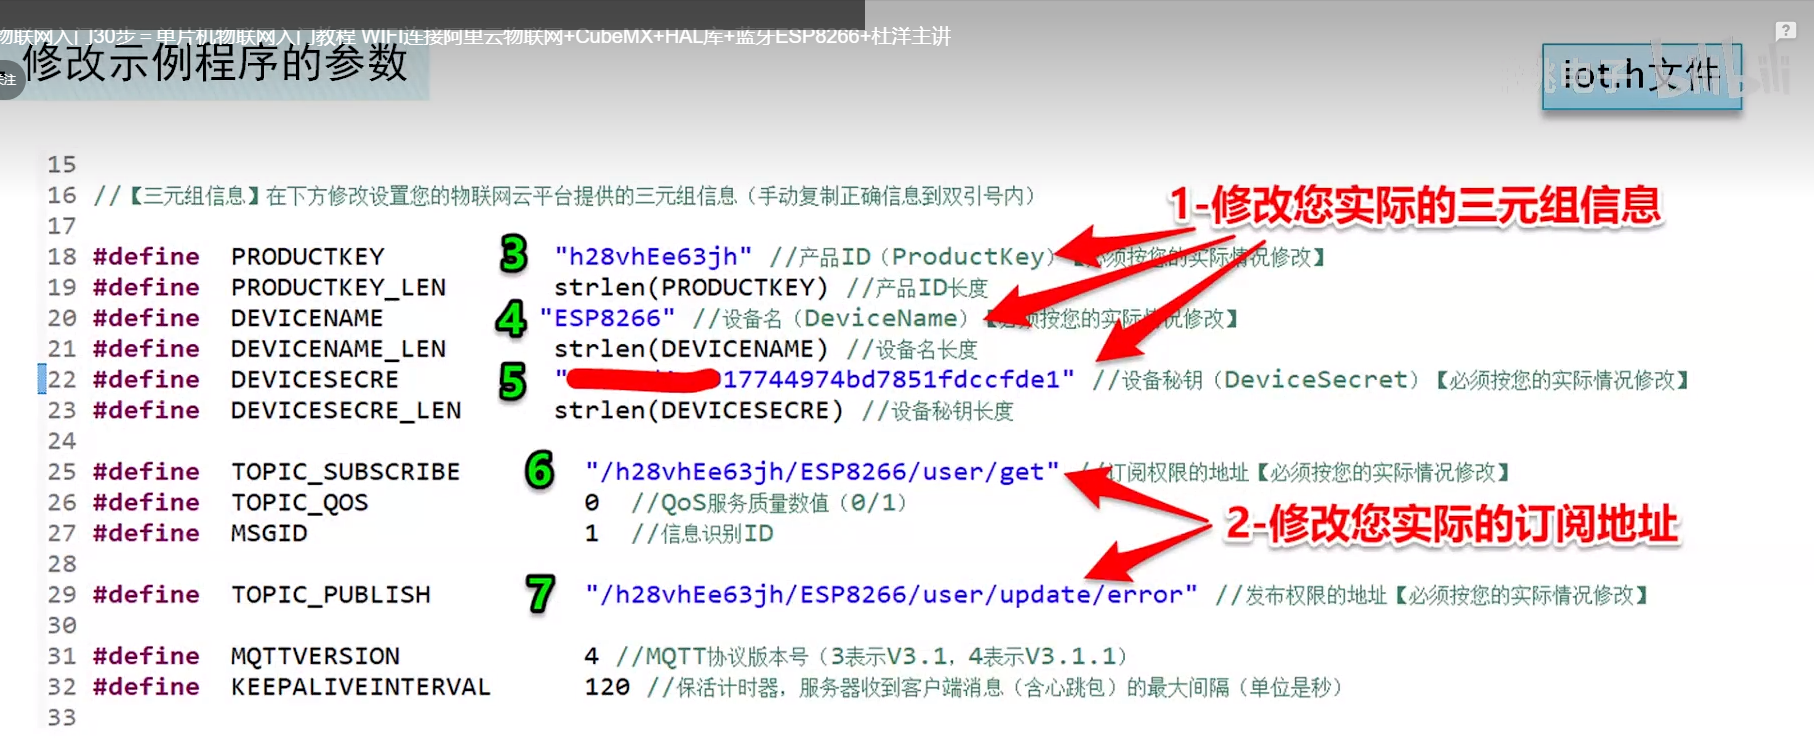 物联网入门30步=单片机物联网入门教程 WIFI连接阿里云物联网+CubeMX+HAL库+蓝牙ESP8266+杜洋主讲
修改示例程序的参数
iot.h文件
bilibili
注
15
16 //【三元组信息】在下方修改设置您的物联网云平台提供的三元组信息（手动复制正确信息到双引号内）
1-修改您实际的三元组信息
17
18 #define PRODUCTKEY 3 "h28vhEe63jh" //产品ID（ProductKey）【必须按您的实际情况修改】
19 #define PRODUCTKEY_LEN strlen(PRODUCTKEY) //产品ID长度
20 #define DEVICENAME 4 "ESP8266" //设备名（DeviceName）【必须按您的实际情况修改】
21 #define DEVICENAME_LEN strlen(DEVICENAME) //设备名长度
22 #define DEVICESECRE 5 " 17744974bd7851fdccfde1" //设备秘钥（DeviceSecret）【必须按您的实际情况修改】
23 #define DEVICESECRE_LEN strlen(DEVICESECRE) //设备秘钥长度
24
25 #define TOPIC_SUBSCRIBE 6 "/h28vhEe63jh/ESP8266/user/get" //订阅权限的地址【必须按您的实际情况修改】
26 #define TOPIC_QOS 0 //QoS服务质量数值（0/1）
27 #define MSGID 1 //信息识别ID
2-修改您实际的订阅地址
28
29 #define TOPIC_PUBLISH 7 "/h28vhEe63jh/ESP8266/user/update/error" //发布权限的地址【必须按您的实际情况修改】
30
31 #define MQTTVERSION 4 //MQTT协议版本号（3表示V3.1，4表示V3.1.1）
32 #define KEEPALIVEINTERVAL 120 //保活计时器，服务器收到客户端消息（含心跳包）的最大间隔（单位是秒）
33